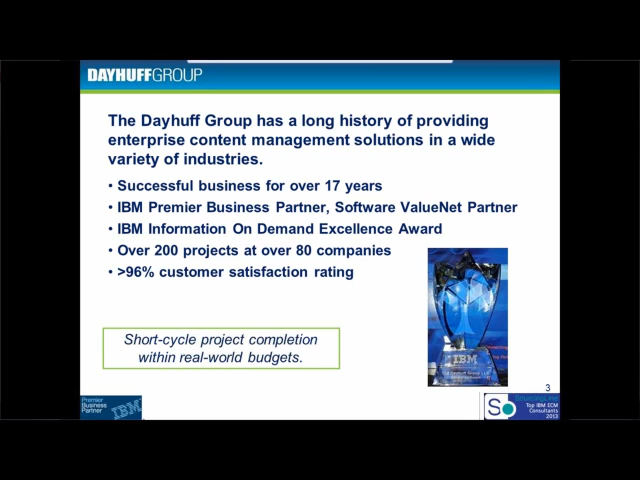 DAYHUFFGROUP
The Dayhuff Group has a long history of providing
enterprise content management solutions in a wide
variety of industries.
• Successful business for over 17 years
• IBM Premier Business Partner, Software ValueNet Partner
• IBM Information On Demand Excellence Award
• Over 200 projects at over 80 companies
• >96% customer satisfaction rating
IBM
Short-cycle project completion
within real-world budgets.
3
Premier
Business
Partner
IBM
So
SourcingLine
Top IBM ECM
Consultants
2013